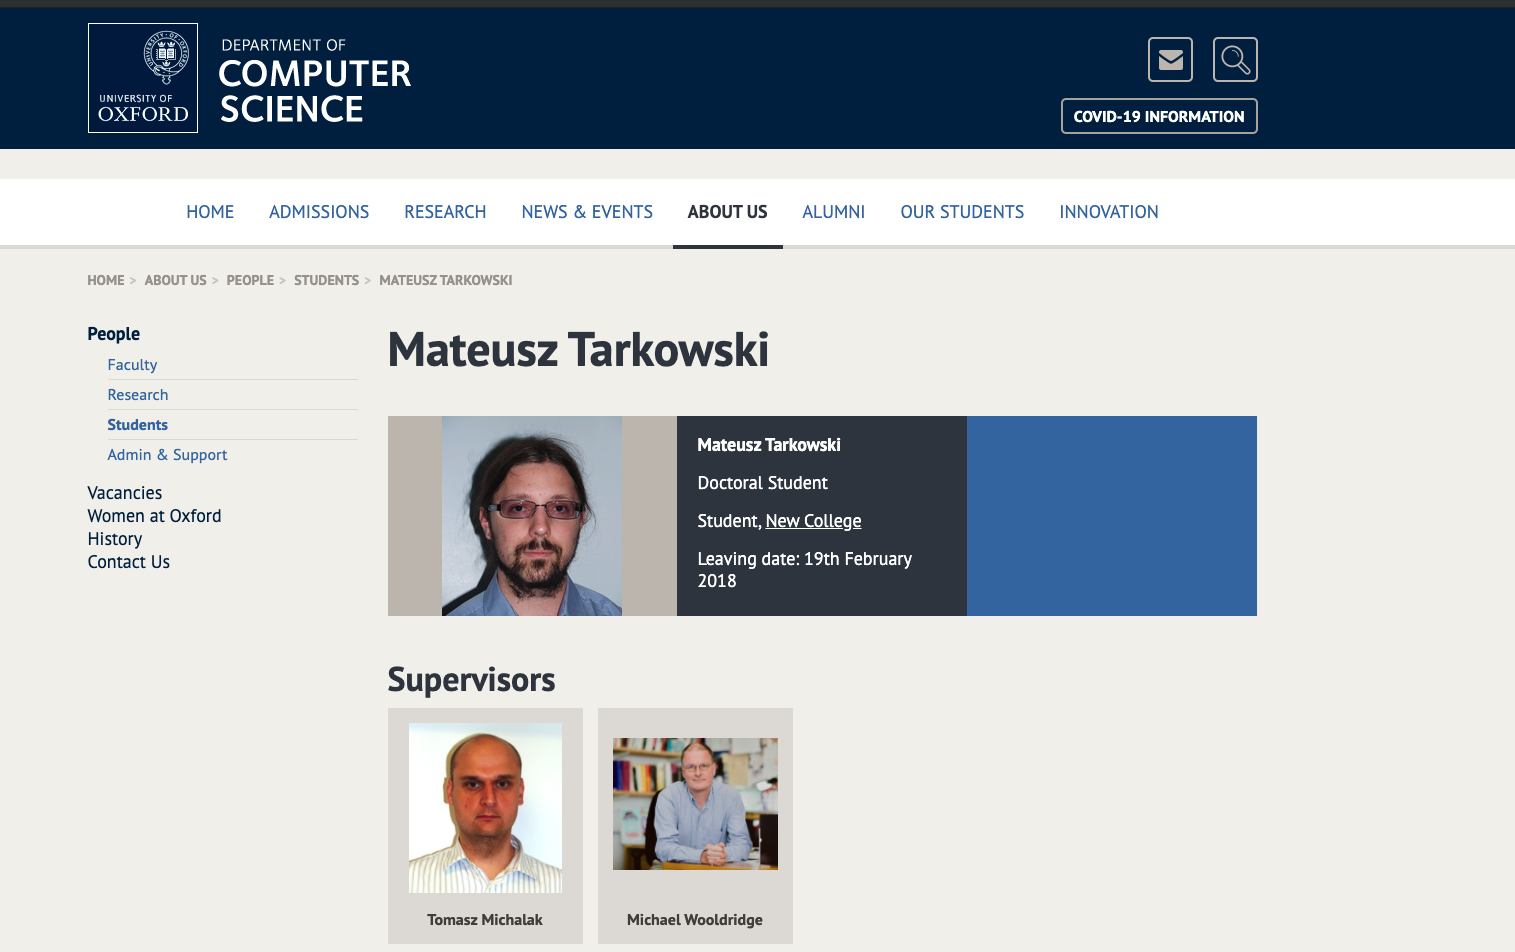 UNIVERSITY OF
OXFORD
DEPARTMENT OF
COMPUTER
SCIENCE
COVID-19 INFORMATION
HOME ADMISSIONS RESEARCH NEWS & EVENTS ABOUT US ALUMNI OUR STUDENTS INNOVATION
HOME > ABOUT US > PEOPLE > STUDENTS > MATEUSZ TARKOWSKI
People
Faculty
Research
Students
Admin & Support
Vacancies
Women at Oxford
History
Contact Us
Mateusz Tarkowski
Mateusz Tarkowski
Doctoral Student
Student, New College
Leaving date: 19th February
2018
Supervisors
Tomasz Michalak
Michael Wooldridge